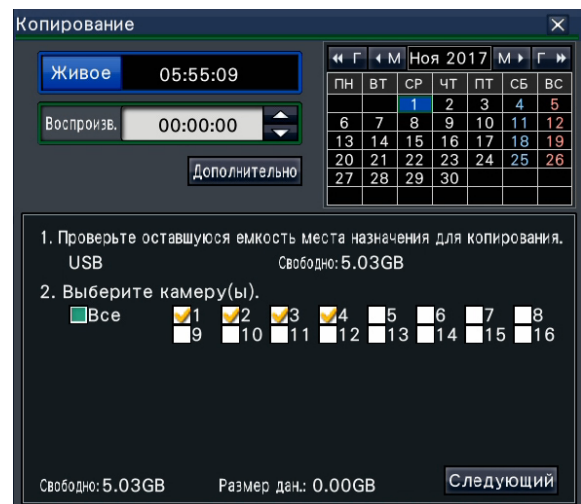 Копирование
Живое 05:55:09
Воспроизв. 00:00:00
Дополнительно
Г М Ноя 2017 М Г
ПН ВТ СР ЧТ ПТ СБ ВС
1 2 3 4 5
6 7 8 9 10 11 12
13 14 15 16 17 18 19
20 21 22 23 24 25 26
27 28 29 30
1. Проверьте оставшуюся емкость места назначения для копирования.
USB Свободно: 5.03GB
2. Выберите камеру(ы).
Все 1 2 3 4 5 6 7 8
9 10 11 12 13 14 15 16
Свободно: 5.03GB Размер дан.: 0.00GB Следующий